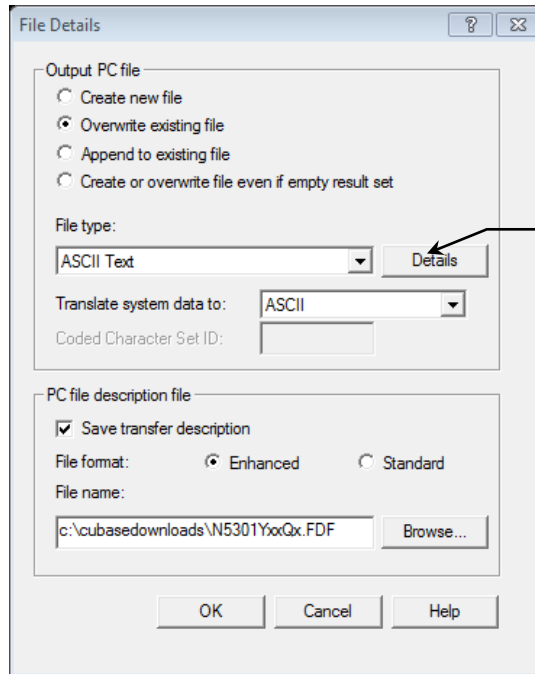 File Details
Output PC file
Create new file
Overwrite existing file
Append to existing file
Create or overwrite file even if empty result set
File type:
ASCII Text Details
Translate system data to: ASCII
Coded Character Set ID:
PC file description file
Save transfer description
File format: Enhanced Standard
File name:
c:\cubasedownloads\N5301YxxQx.FDF Browse...
OK Cancel Help